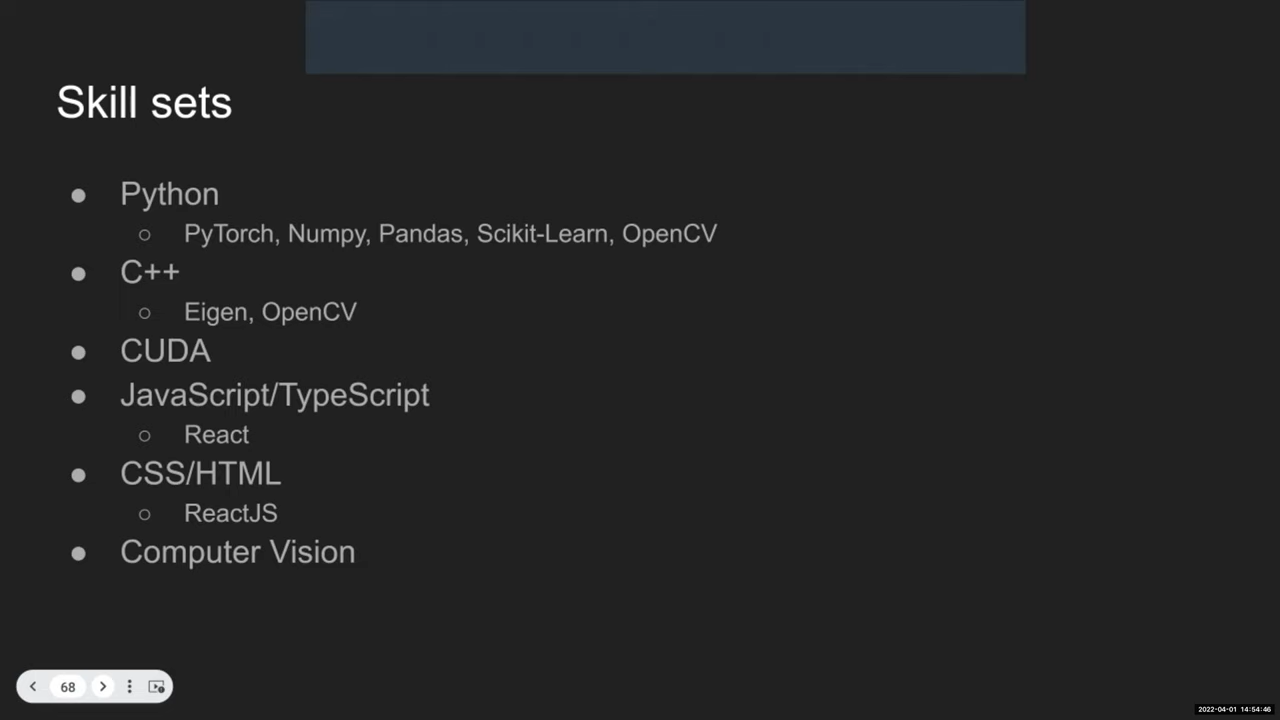 Skill sets
● Python
○ PyTorch, Numpy, Pandas, Scikit-Learn, OpenCV
● C++
○ Eigen, OpenCV
● CUDA
● JavaScript/TypeScript
○ React
● CSS/HTML
○ ReactJS
● Computer Vision
68
2022-04-01 14:54:46